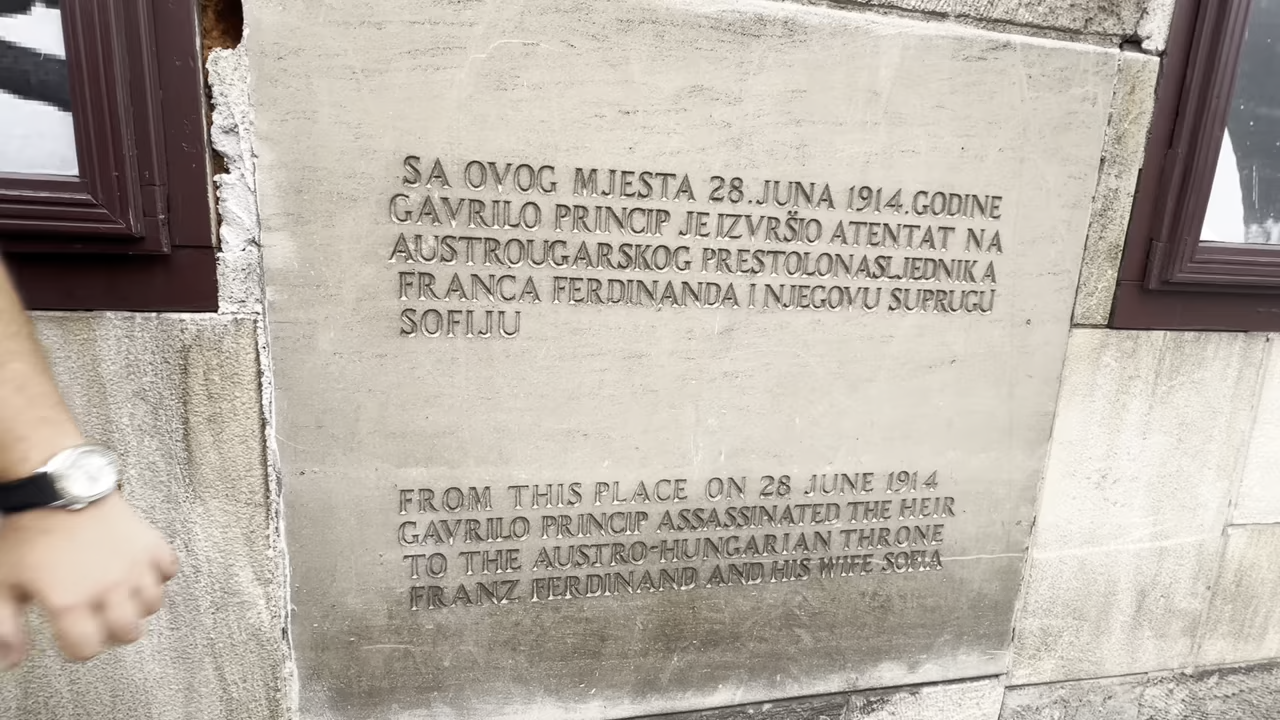 SA OVOG MJESTA 28.JUNA 1914.GODINE
GAVRILO PRINCIP JE IZVRŠIO ATENTAT NA
AUSTROUGARSKOG PRESTOLONASLJEDNIKA
FRANCA FERDINANDA I NJEGOVU SUPRUGU
SOFIJU
FROM THIS PLACE ON 28 JUNE 1914
GAVRILO PRINCIP ASSASSINATED THE HEIR
TO THE AUSTRO-HUNGARIAN THRONE
FRANZ FERDINAND AND HIS WIFE SOFIA